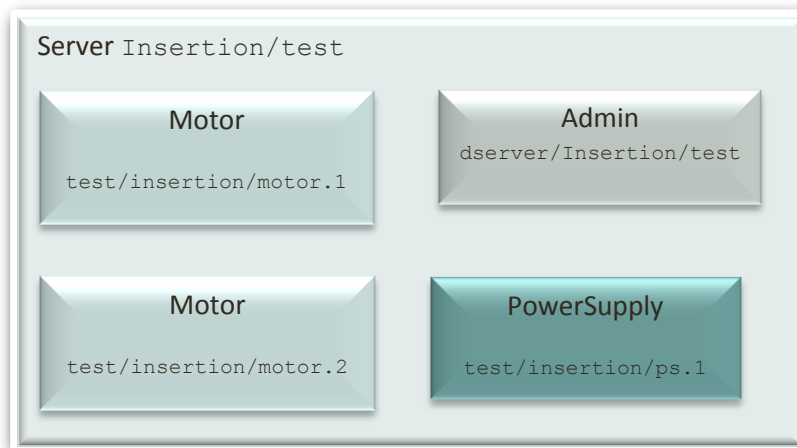 Server Insertion/test
Motor
test/insertion/motor.1
Admin
dserver/Insertion/test
Motor
test/insertion/motor.2
PowerSupply
test/insertion/ps.1